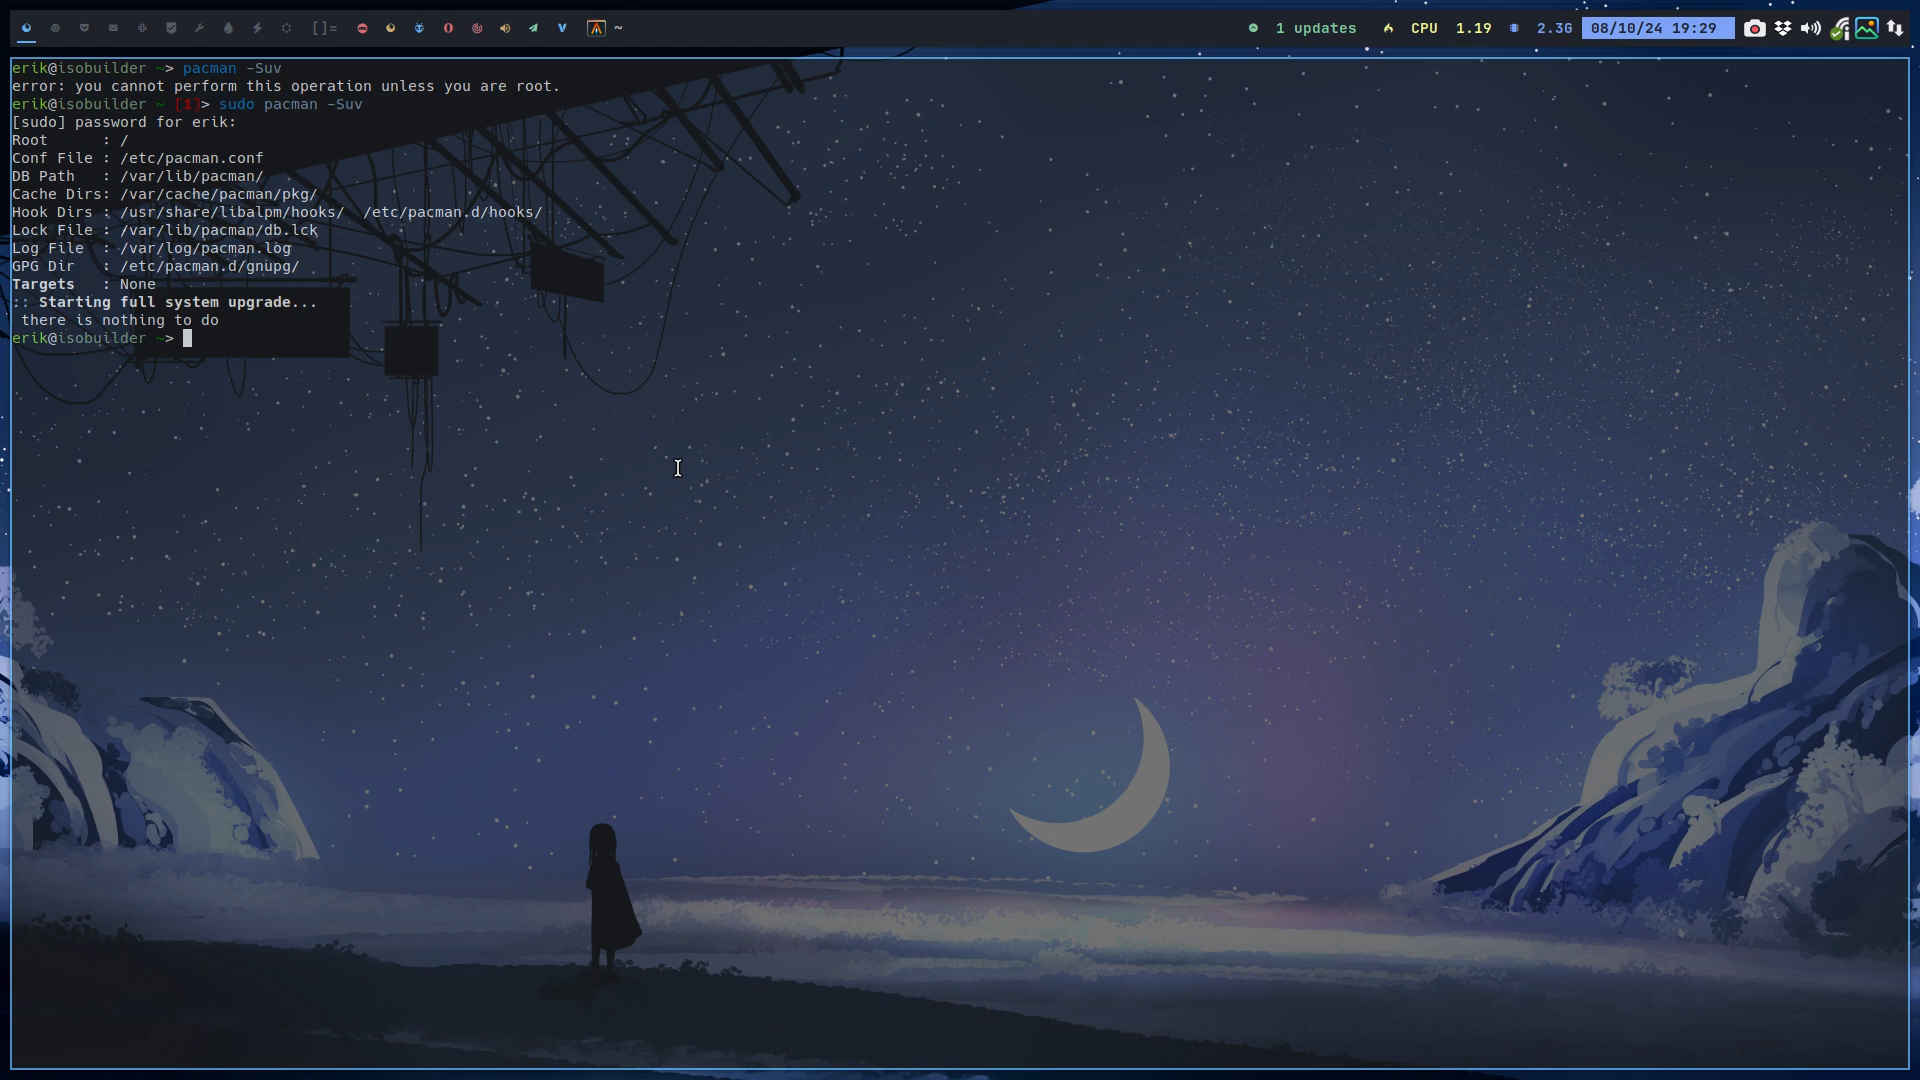 []= ~ 1 updates CPU 1.19 2.3G 08/10/24 19:29
erik@isobuilder ~> pacman -Suv
error: you cannot perform this operation unless you are root.
erik@isobuilder ~ [1]> sudo pacman -Suv
[sudo] password for erik:
Root      : /
Conf File : /etc/pacman.conf
DB Path   : /var/lib/pacman/
Cache Dirs: /var/cache/pacman/pkg/
Hook Dirs : /usr/share/libalpm/hooks/  /etc/pacman.d/hooks/
Lock File : /var/lib/pacman/db.lck
Log File  : /var/log/pacman.log
GPG Dir   : /etc/pacman.d/gnupg/
Targets   : None
:: Starting full system upgrade...
 there is nothing to do
erik@isobuilder ~>